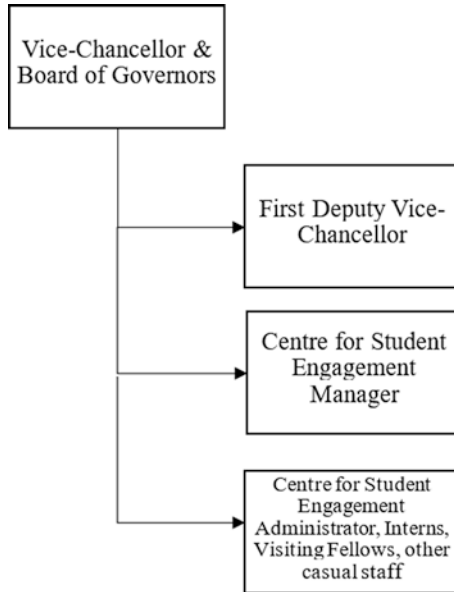 Vice-Chancellor &
Board of Governors
First Deputy Vice-
Chancellor
Centre for Student
Engagement
Manager
Centre for Student
Engagement
Administrator, Interns,
Visiting Fellows, other
casual staff